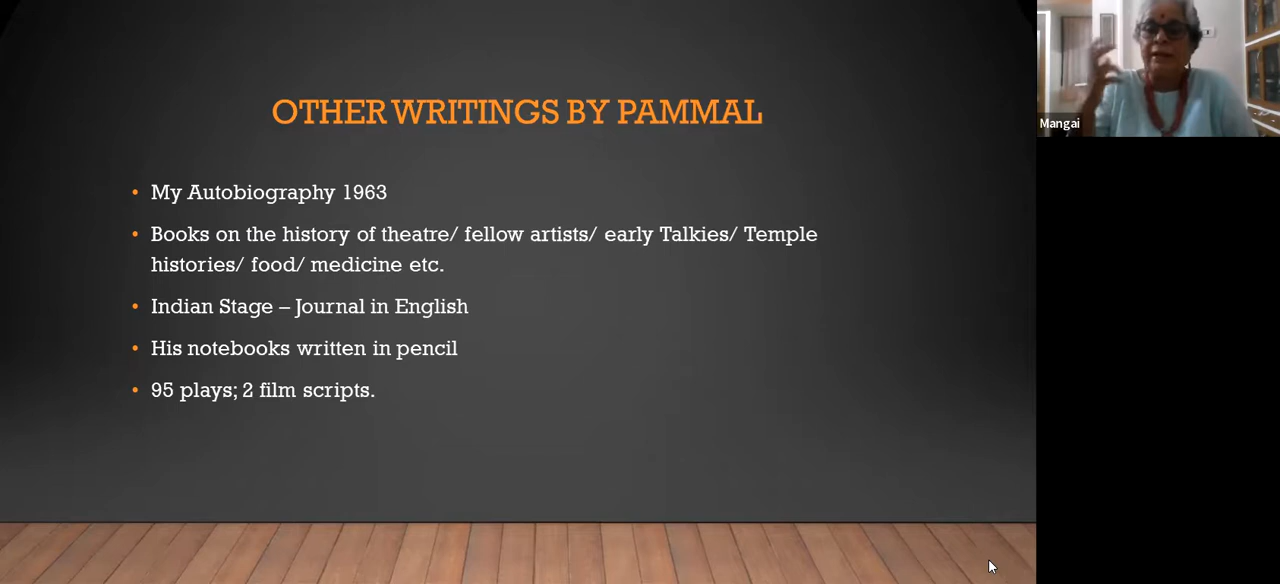 OTHER WRITINGS BY PAMMAL
• My Autobiography 1963
• Books on the history of theatre/ fellow artists/ early Talkies/ Temple
histories/ food/ medicine etc.
• Indian Stage – Journal in English
• His notebooks written in pencil
• 95 plays; 2 film scripts.
Mangai